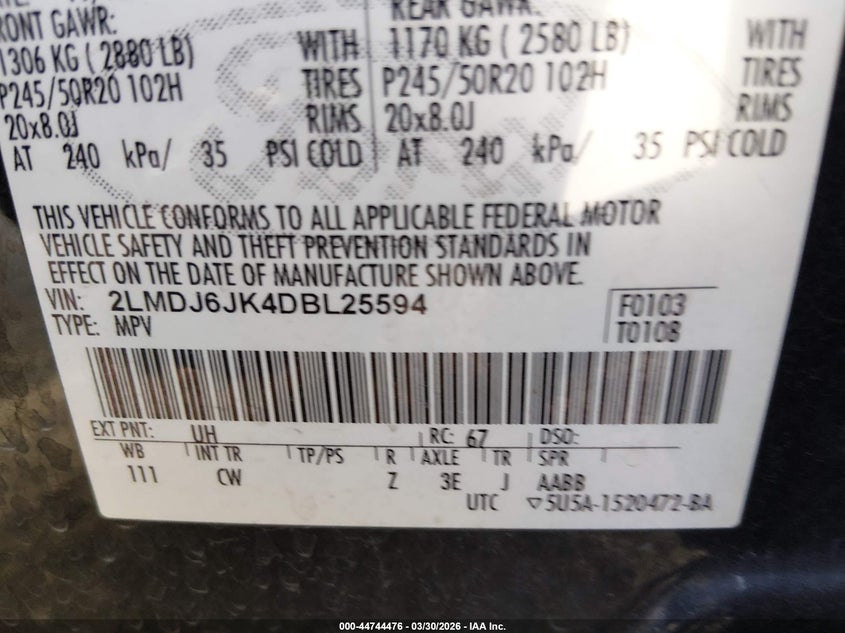 FRONT GAWR: REAR GAWR:
1306 KG ( 2880 LB) WITH 1170 KG ( 2580 LB) WITH
P245/50R20 102H TIRES P245/50R20 102H TIRES
20x8.0J RIMS 20x8.0J RIMS
AT 240 kPa/ 35 PSI COLD AT 240 kPa/ 35 PSI COLD
THIS VEHICLE CONFORMS TO ALL APPLICABLE FEDERAL MOTOR
VEHICLE SAFETY AND THEFT PREVENTION STANDARDS IN
EFFECT ON THE DATE OF MANUFACTURE SHOWN ABOVE.
VIN: 2LMDJ6JK4DBL25594 F0103
TYPE: MPV T0108
EXT PNT: UH RC: 67 DSO:
WB INT TR TP/PS R AXLE TR SPR
111 CW Z 3E J AABB
UTC ▽5U5A-1520472-BA
000-44744476 - 03/30/2026 - IAA Inc.